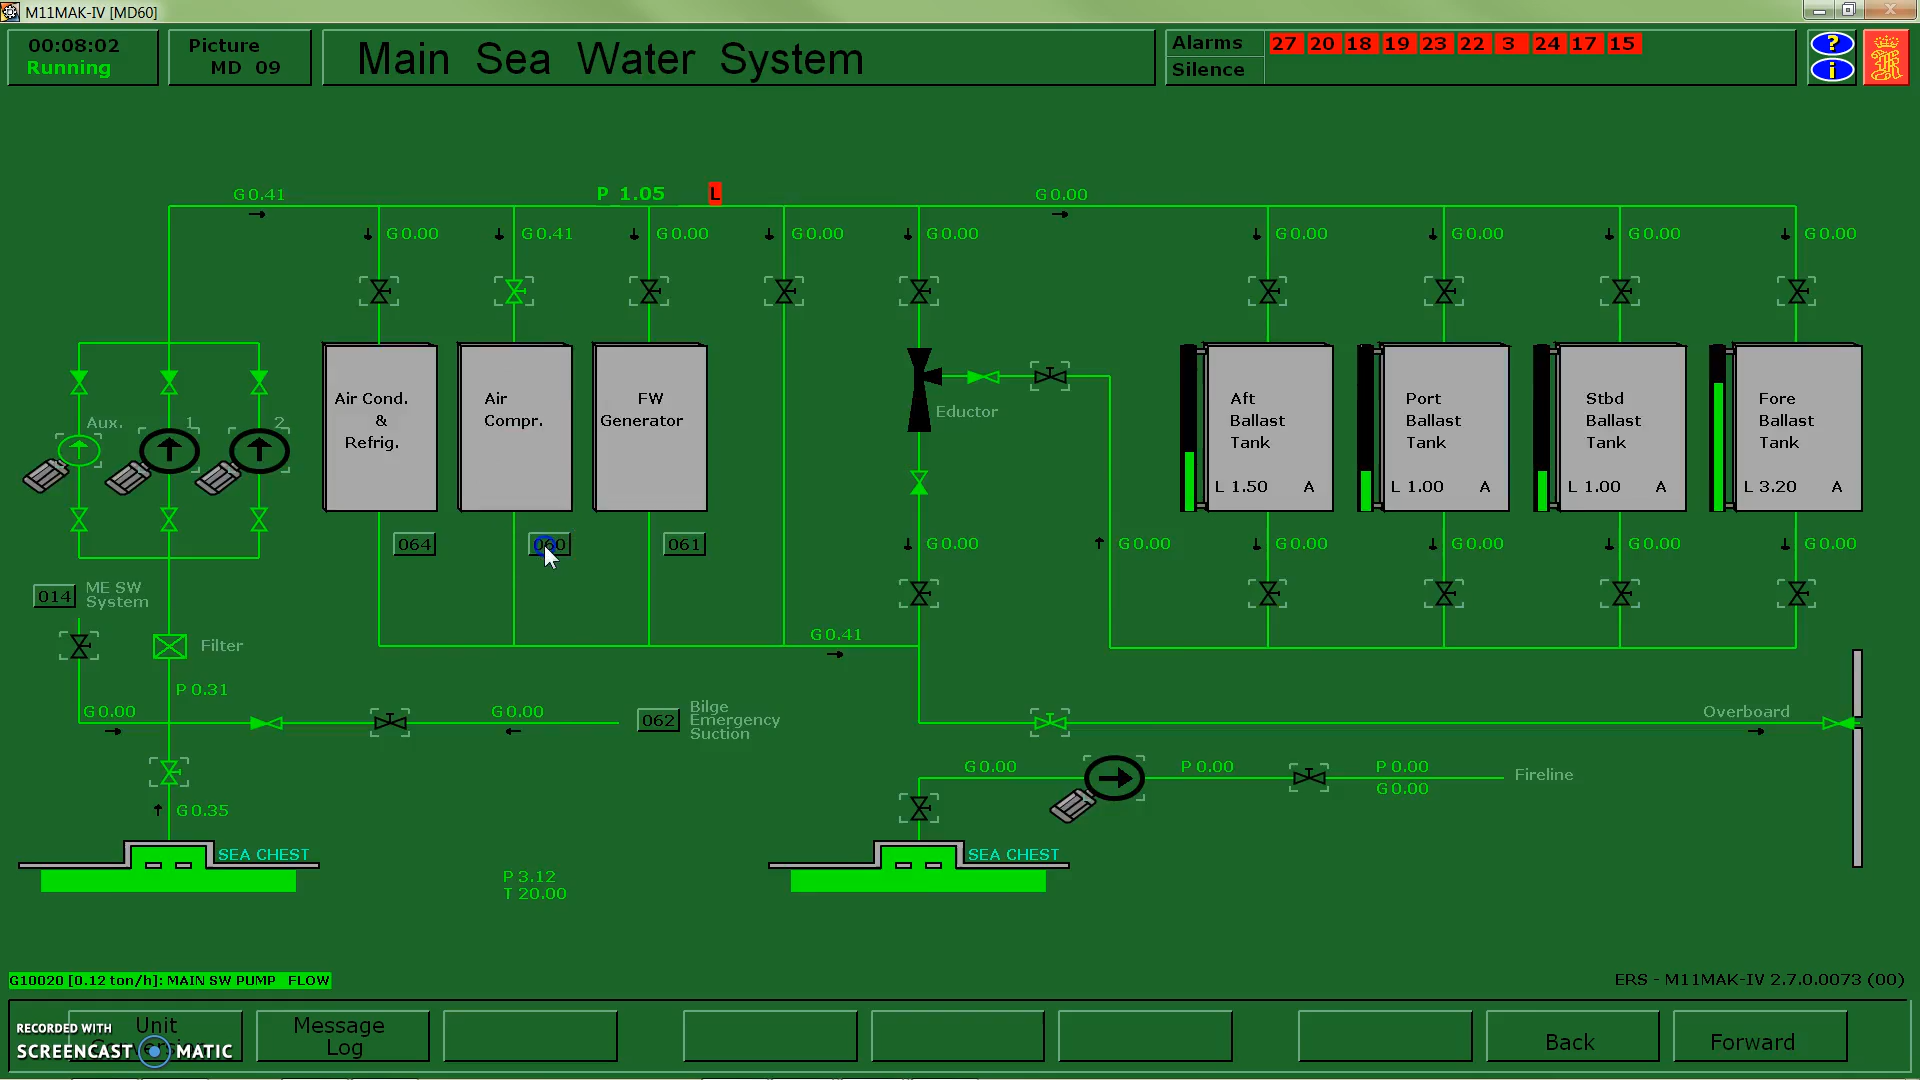 M11MAK-IV [MD60]
00:08:02
Running
Picture
MD 09
Main Sea Water System
Alarms
27 20 18 19 23 22 3 24 17 15
Silence
?
i
G 0.41
P 1.05
L
G 0.00
G 0.00
G 0.41
G 0.00
G 0.00
G 0.00
G 0.00
G 0.00
G 0.00
G 0.00
Aux.
1
2
Air Cond.
&
Refrig.
Air
Compr.
FW
Generator
Eductor
Aft
Ballast
Tank
L 1.50 A
Port
Ballast
Tank
L 1.00 A
Stbd
Ballast
Tank
L 1.00 A
Fore
Ballast
Tank
L 3.20 A
064
060
061
G 0.00
G 0.00
G 0.00
G 0.00
G 0.00
G 0.00
014
ME SW
System
Filter
G 0.41
P 0.31
G 0.00
G 0.00
062
Bilge
Emergency
Suction
Overboard
G 0.00
P 0.00
P 0.00
G 0.00
Fireline
G 0.35
SEA CHEST
SEA CHEST
P 3.12
T 20.00
G10020 [0.12 ton/h]: MAIN SW PUMP FLOW
ERS - M11MAK-IV 2.7.0.0073 (00)
Unit
Message
Log
Back
Forward
RECORDED WITH
SCREENCAST MATIC